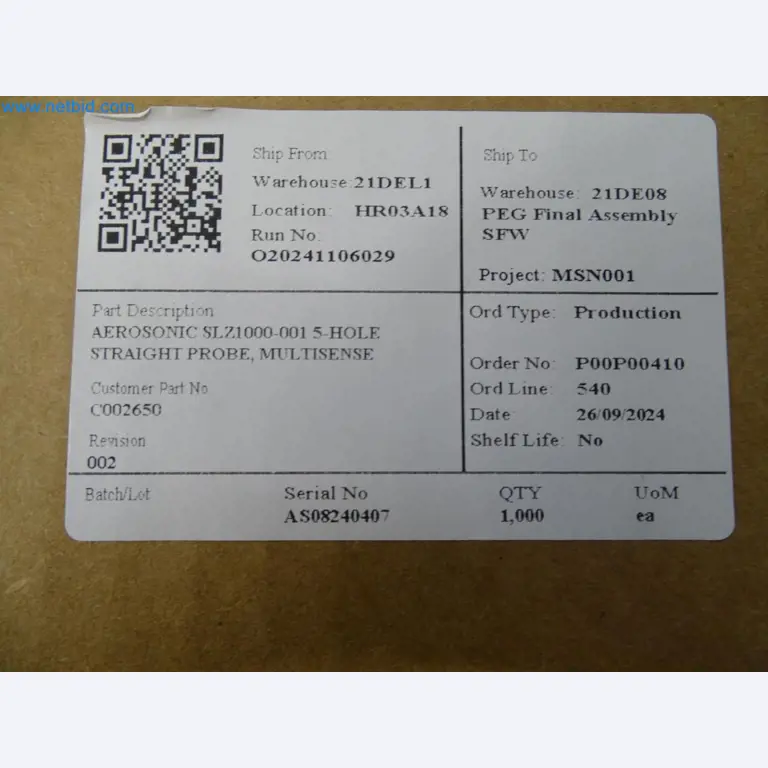 www.netbid.com
Ship From
Warehouse: 21DEL1
Location: HR03A18
Run No:
O20241106029
Ship To
Warehouse: 21DE08
PEG Final Assembly
SFW
Project: MSN001
Part Description
AEROSONIC SLZ1000-001 5-HOLE
STRAIGHT PROBE, MULTISENSE
Customer Part No
C002650
Revision
002
Ord Type: Production
Order No: P00P00410
Ord Line: 540
Date: 26/09/2024
Shelf Life: No
Batch/Lot Serial No QTY UoM
AS08240407 1,000 ea